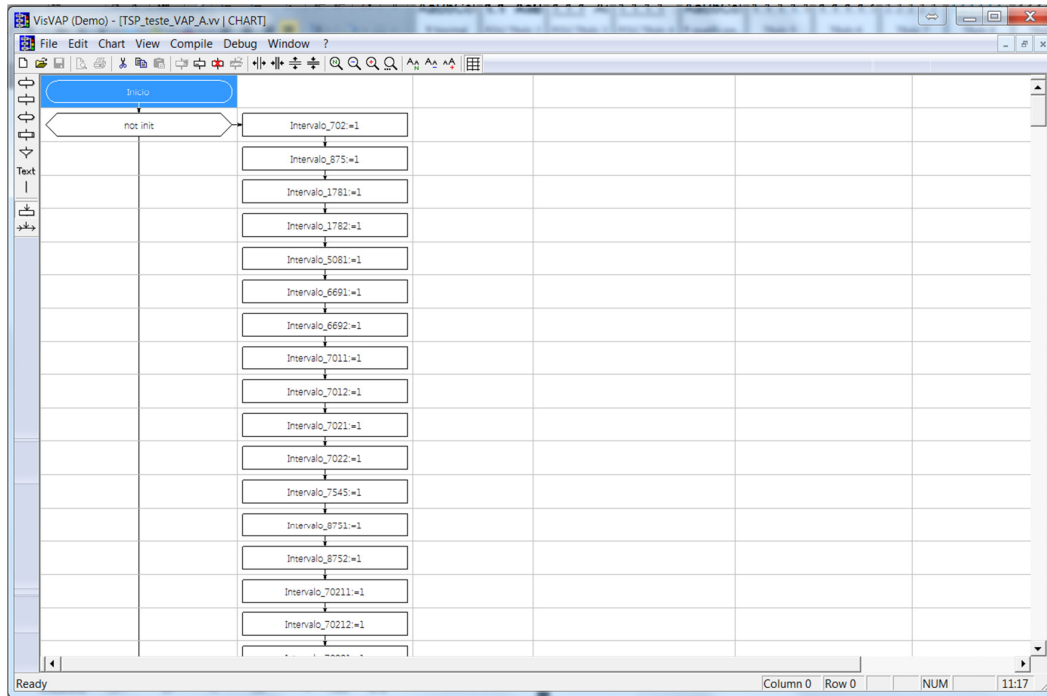 VisVAP (Demo) - [TSP_teste_VAP_A.vv | CHART]
File Edit Chart View Compile Debug Window ?
Inicio
not init
Intervalo_702:=1
Intervalo_875:=1
Text
Intervalo_1781:=1
Intervalo_1782:=1
Intervalo_5081:=1
Intervalo_6691:=1
Intervalo_6692:=1
Intervalo_7011:=1
Intervalo_7012:=1
Intervalo_7021:=1
Intervalo_7022:=1
Intervalo_7545:=1
Intervalo_8751:=1
Intervalo_8752:=1
Intervalo_70211:=1
Intervalo_70212:=1
Ready Column 0 Row 0 NUM 11:17